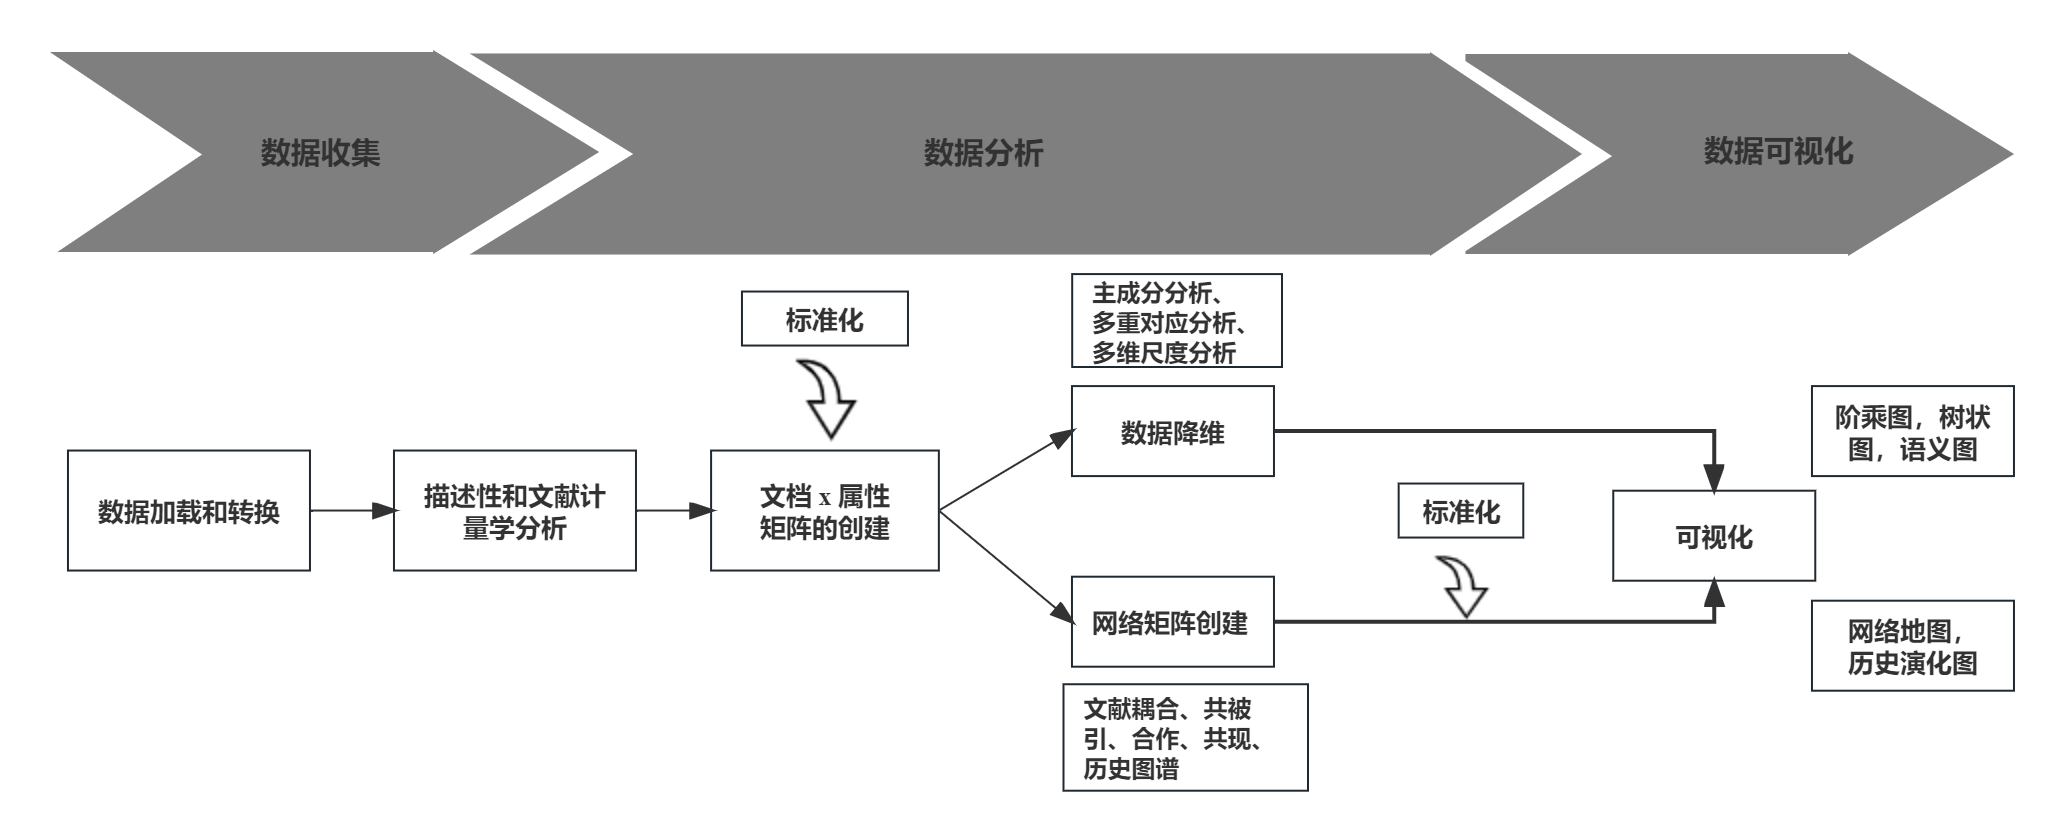 数据收集
数据分析
数据可视化
标准化
主成分分析、
多重对应分析、
多维尺度分析
数据加载和转换
描述性和文献计
量学分析
文档 x 属性
矩阵的创建
数据降维
阶乘图，树状
图，语义图
标准化
可视化
网络矩阵创建
网络地图，
历史演化图
文献耦合、共被
引、合作、共现、
历史图谱